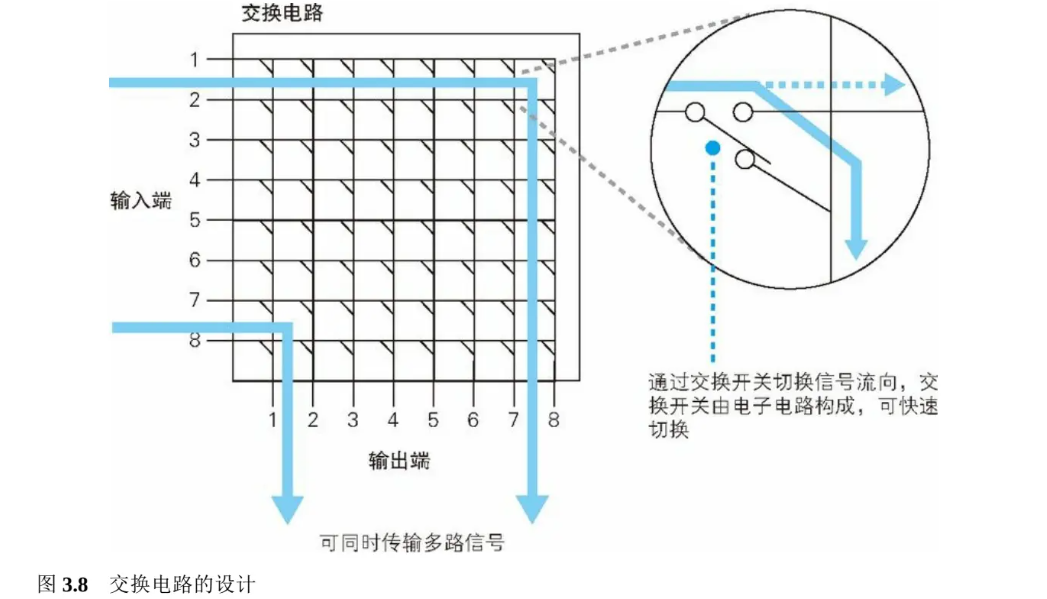 交换电路
1
2
3
4
输入端
5
6
7
8
1 2 3 4 5 6 7 8
输出端
可同时传输多路信号
通过交换开关切换信号流向，交
换开关由电子电路构成，可快速
切换
图 3.8 交换电路的设计